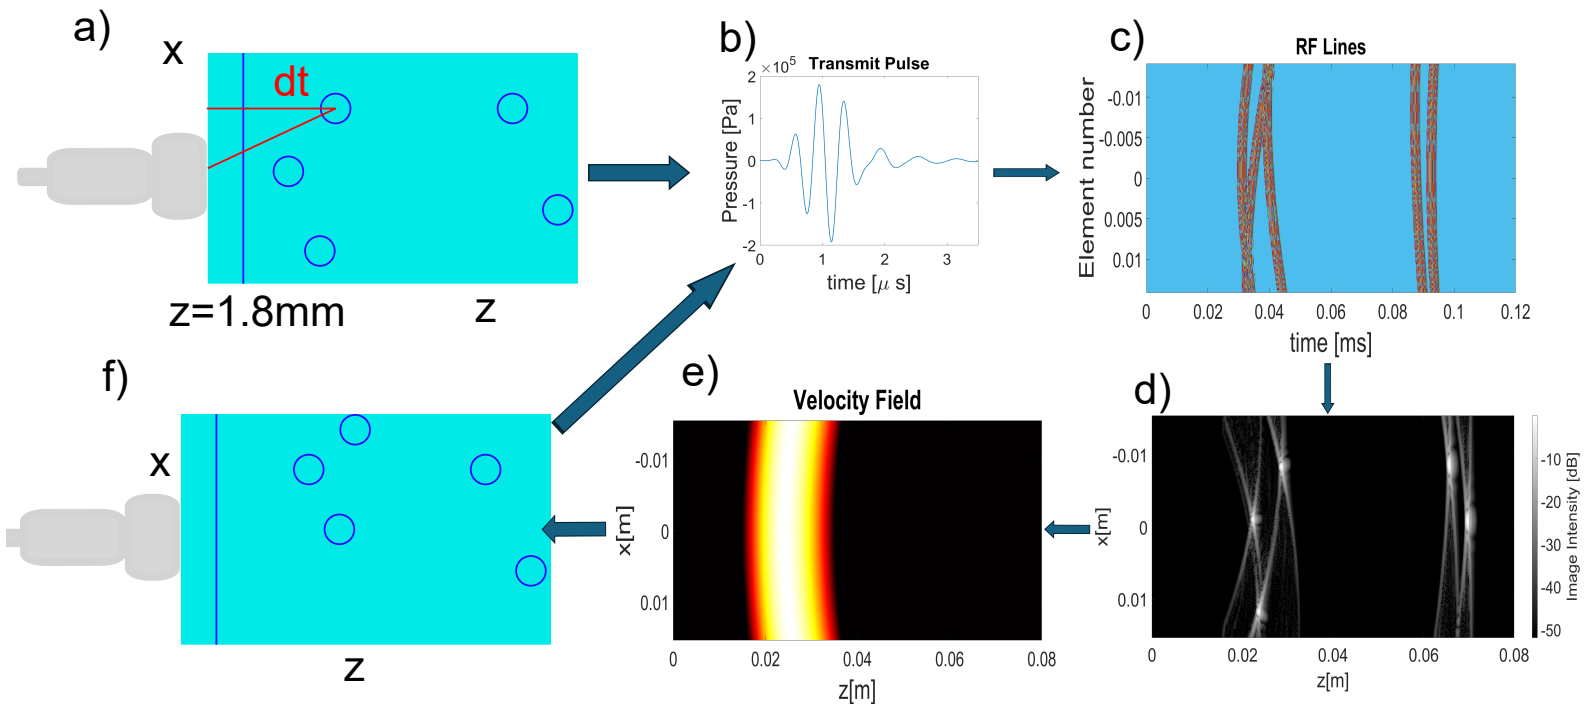 a)
x
dt
z=1.8mm
z
b)
Transmit Pulse
×10⁵
2
1
0
-1
-2
Pressure [Pa]
0
1
2
3
time [μ s]
c)
RF Lines
-0.01
-0.005
0
0.005
0.01
Element number
0
0.02
0.04
0.06
0.08
0.1
0.12
time [ms]
d)
-0.01
0
0.01
x[m]
0
0.02
0.04
0.06
0.08
z[m]
-10
-20
-30
-40
-50
Image Intensity [dB]
e)
Velocity Field
-0.01
0
0.01
x[m]
0
0.02
0.04
0.06
0.08
z[m]
f)
x
z